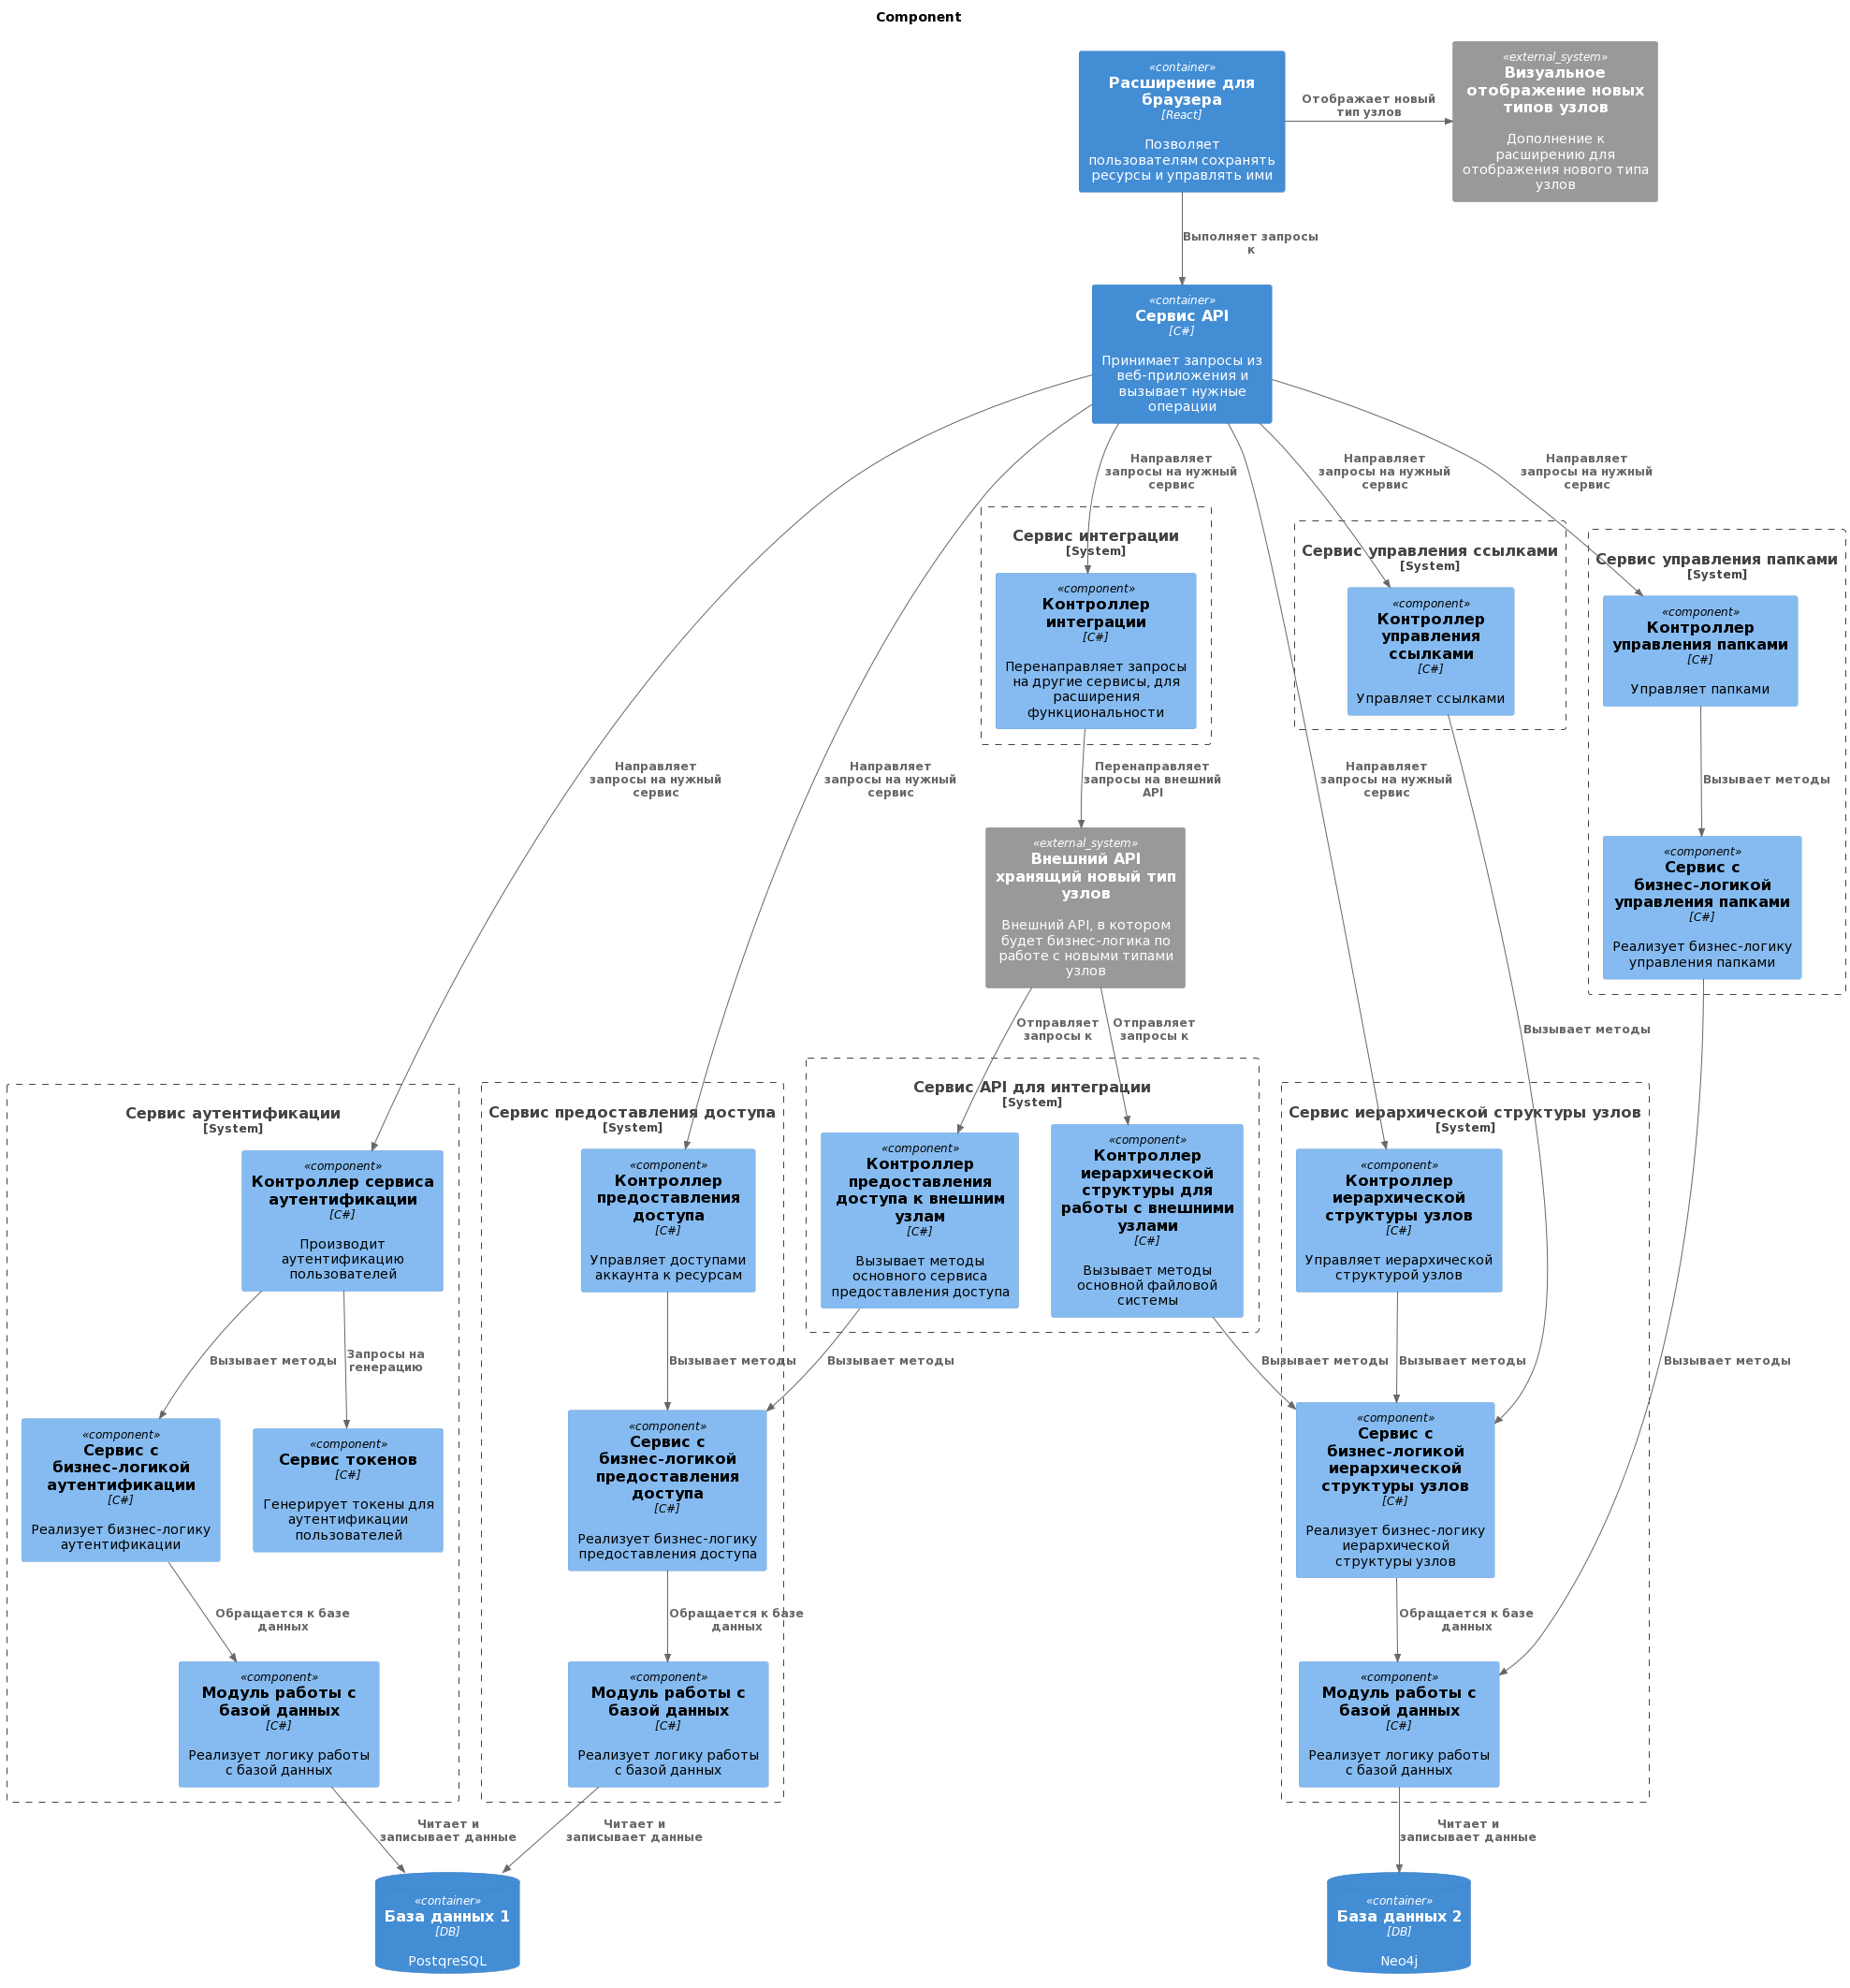 Component
«container»
Расширение для
браузера
[React]
Позволяет
пользователям сохранять
ресурсы и управлять ими
Отображает новый
тип узлов
«external_system»
Визуальное
отображение новых
типов узлов
Дополнение к
расширению для
отображения нового типа
узлов
Выполняет запросы
к
«container»
Сервис API
[C#]
Принимает запросы из
веб-приложения и
вызывает нужные
операции
Направляет
запросы на нужный
сервис
Направляет
запросы на нужный
сервис
Направляет
запросы на нужный
сервис
Сервис интеграции
[System]
«component»
Контроллер
интеграции
[C#]
Перенаправляет запросы
на другие сервисы, для
расширения
функциональности
Сервис управления ссылками
[System]
«component»
Контроллер
управления
ссылками
[C#]
Управляет ссылками
Сервис управления папками
[System]
«component»
Контроллер
управления папками
[C#]
Управляет папками
Направляет
запросы на нужный
сервис
Направляет
запросы на нужный
сервис
Перенаправляет
запросы на внешний
API
Направляет
запросы на нужный
сервис
Вызывает методы
«external_system»
Внешний API
хранящий новый тип
узлов
Внешний API, в котором
будет бизнес-логика по
работе с новыми типами
узлов
«component»
Сервис с
бизнес-логикой
управления папками
[C#]
Реализует бизнес-логику
управления папками
Отправляет
запросы к
Отправляет
запросы к
Вызывает методы
Сервис аутентификации
[System]
«component»
Контроллер сервиса
аутентификации
[C#]
Производит
аутентификацию
пользователей
Сервис предоставления доступа
[System]
«component»
Контроллер
предоставления
доступа
[C#]
Управляет доступами
аккаунта к ресурсам
Сервис API для интеграции
[System]
«component»
Контроллер
предоставления
доступа к внешним
узлам
[C#]
Вызывает методы
основного сервиса
предоставления доступа
«component»
Контроллер
иерархической
структуры для
работы с внешними
узлами
[C#]
Вызывает методы
основной файловой
системы
Сервис иерархической структуры узлов
[System]
«component»
Контроллер
иерархической
структуры узлов
[C#]
Управляет иерархической
структурой узлов
Вызывает методы
Запросы на
генерацию
Вызывает методы
Вызывает методы
Вызывает методы
Вызывает методы
Вызывает методы
«component»
Сервис с
бизнес-логикой
аутентификации
[C#]
Реализует бизнес-логику
аутентификации
«component»
Сервис токенов
[C#]
Генерирует токены для
аутентификации
пользователей
«component»
Сервис с
бизнес-логикой
предоставления
доступа
[C#]
Реализует бизнес-логику
предоставления доступа
«component»
Сервис с
бизнес-логикой
иерархической
структуры узлов
[C#]
Реализует бизнес-логику
иерархической
структуры узлов
Обращается к базе
данных
Обращается к базе
данных
Обращается к базе
данных
«component»
Модуль работы с
базой данных
[C#]
Реализует логику работы
с базой данных
«component»
Модуль работы с
базой данных
[C#]
Реализует логику работы
с базой данных
«component»
Модуль работы с
базой данных
[C#]
Реализует логику работы
с базой данных
Читает и
записывает данные
Читает и
записывает данные
Читает и
записывает данные
«container»
База данных 1
[DB]
PostqreSQL
«container»
База данных 2
[DB]
Neo4j